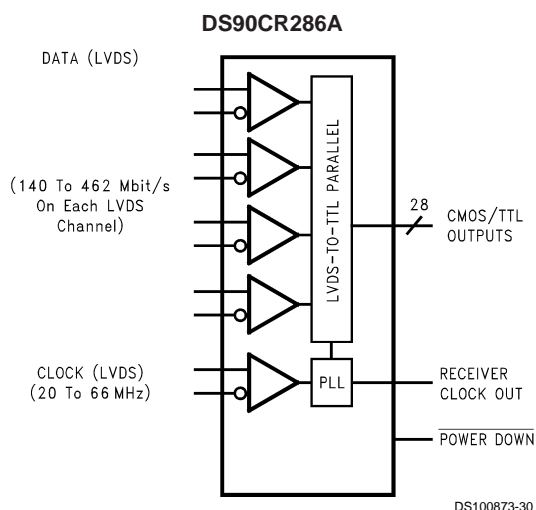 DS90CR286A
DATA (LVDS)
(140 To 462 Mbit/s
On Each LVDS
Channel)
LVDS-TO-TTL PARALLEL
28
CMOS/TTL
OUTPUTS
CLOCK (LVDS)
(20 To 66 MHz)
PLL
RECEIVER
CLOCK OUT
POWER DOWN
DS100873-30